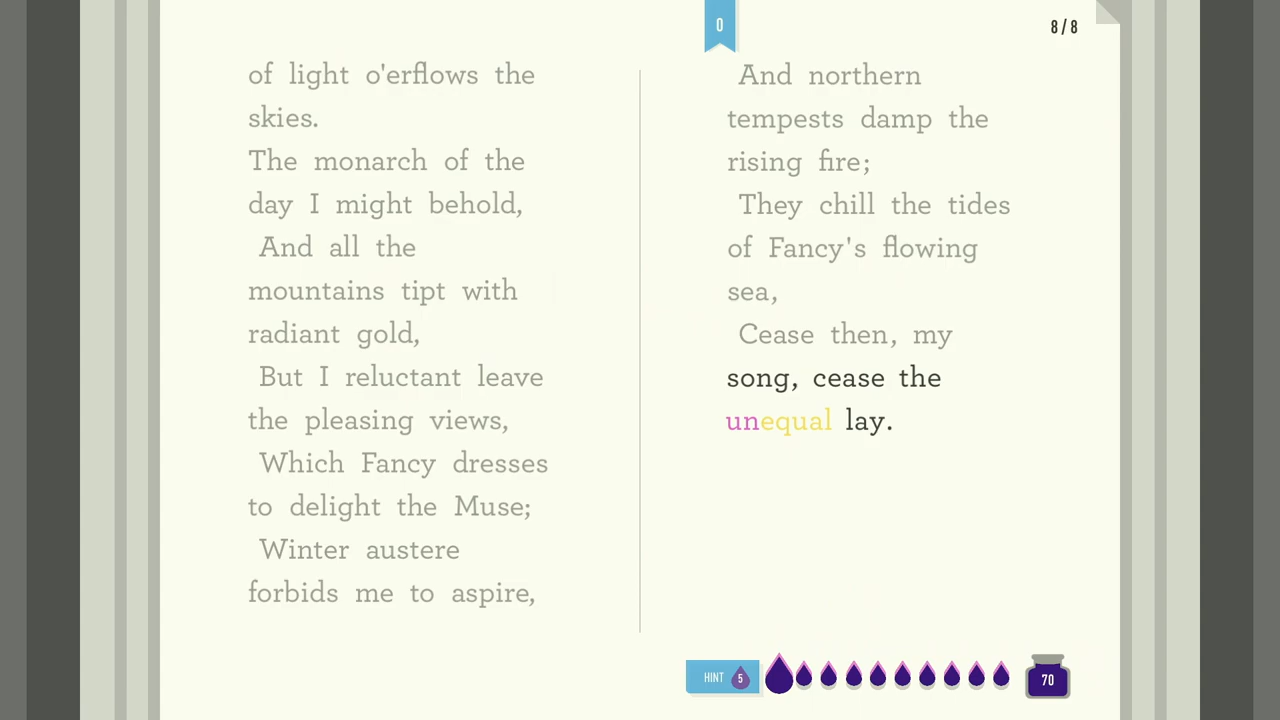 0
8/8
of light o'erflows the
skies.
The monarch of the
day I might behold,
And all the
mountains tipt with
radiant gold,
But I reluctant leave
the pleasing views,
Which Fancy dresses
to delight the Muse;
Winter austere
forbids me to aspire,
And northern
tempests damp the
rising fire;
They chill the tides
of Fancy's flowing
sea,
Cease then, my
song, cease the
unequal lay.
HINT 5
70